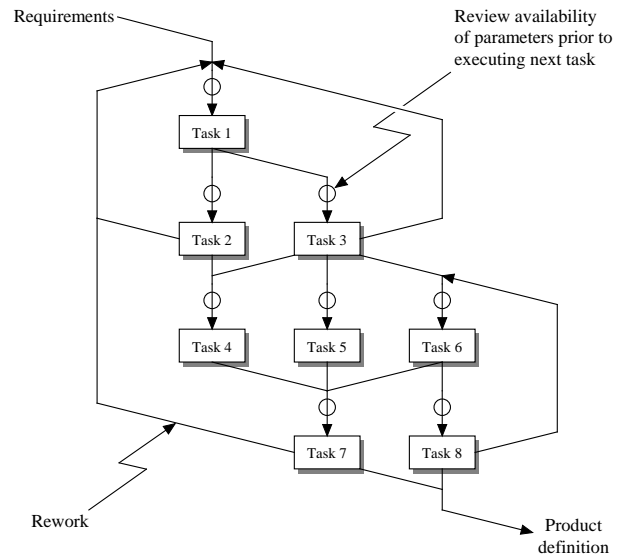 Requirements
Review availability
of parameters prior to
executing next task
Task 1
Task 2
Task 3
Task 4
Task 5
Task 6
Task 7
Task 8
Rework
Product
definition